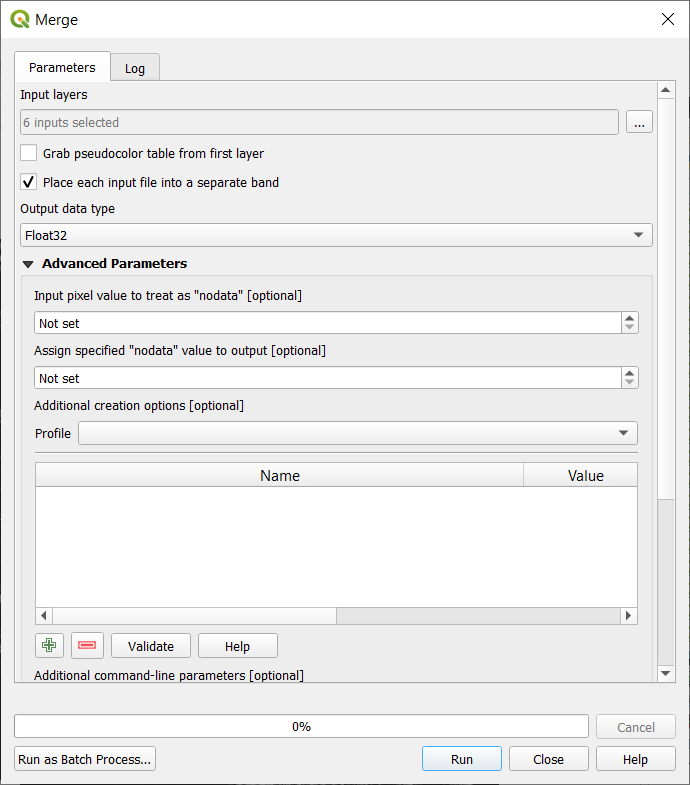 Merge
Parameters
Log
Input layers
6 inputs selected
...
Grab pseudocolor table from first layer
Place each input file into a separate band
Output data type
Float32
Advanced Parameters
Input pixel value to treat as "nodata" [optional]
Not set
Assign specified "nodata" value to output [optional]
Not set
Additional creation options [optional]
Profile
Name Value
Validate Help
Additional command-line parameters [optional]
0% Cancel
Run as Batch Process... Run Close Help